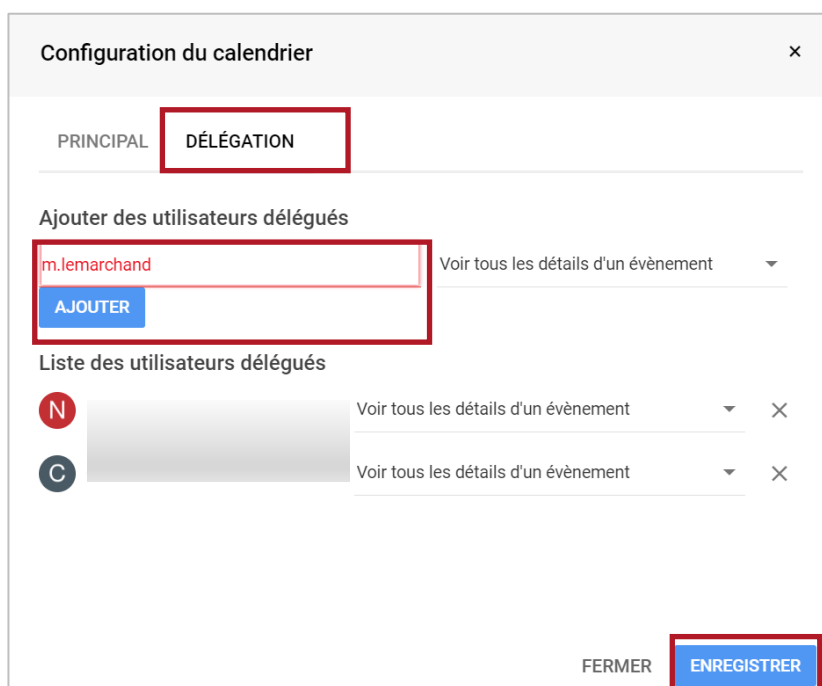 Configuration du calendrier ×
PRINCIPAL DÉLÉGATION
Ajouter des utilisateurs délégués
m.lemarchand Voir tous les détails d'un évènement
AJOUTER
Liste des utilisateurs délégués
N Voir tous les détails d'un évènement
C Voir tous les détails d'un évènement
FERMER ENREGISTRER